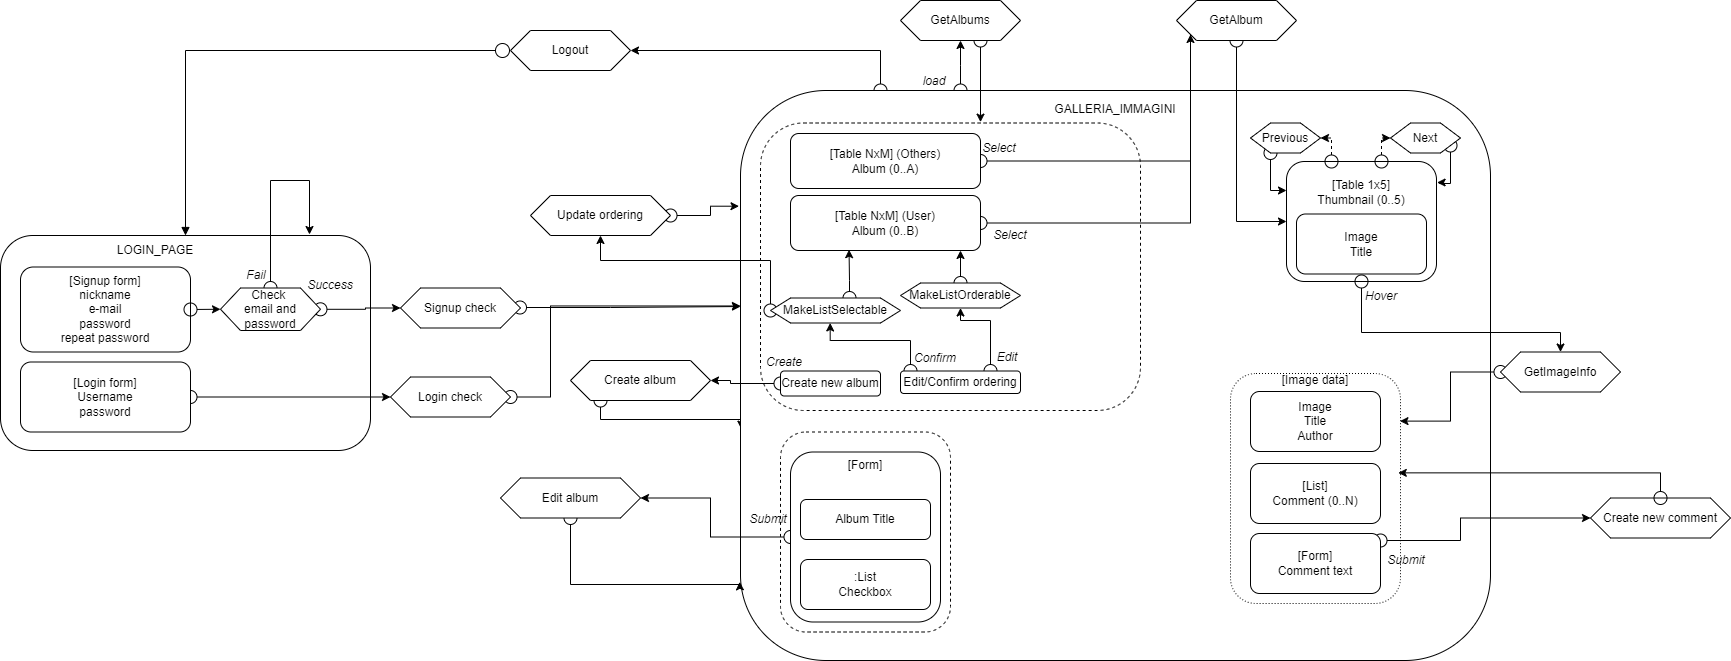 GetAlbums
GetAlbum
Logout
load
GALLERIA_IMMAGINI
Previous
Next
[Table NxM] (Others)
Album (0..A)
Select
[Table 1x5]
Thumbnail (0..5)
Image
Title
Update ordering
[Table NxM] (User)
Album (0..B)
Select
LOGIN_PAGE
[Signup form]
nickname
e-mail
password
repeat password
Fail
Check
email and
password
Success
Signup check
MakeListSelectable
MakeListOrderable
Hover
Create
Confirm
Edit
Create album
Create new album
Edit/Confirm ordering
GetImageInfo
[Login form]
Username
password
Login check
[Image data]
Image
Title
Author
[Form]
Edit album
Submit
Album Title
:List
Checkbox
[List]
Comment (0..N)
Create new comment
[Form]
Comment text
Submit